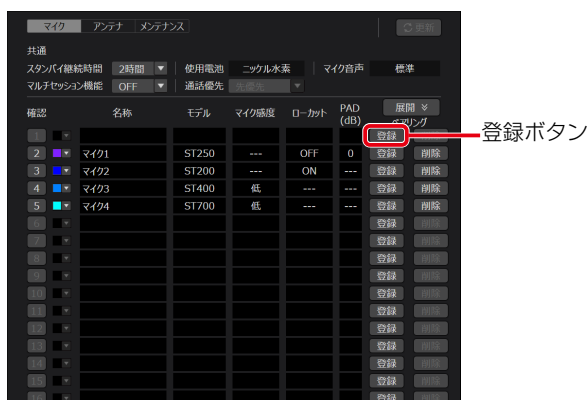 マイク アンテナ メンテナンス 更新
共通
スタンバイ継続時間 2時間 使用電池 ニッケル水素 マイク音声 標準
マルチセッション機能 OFF 通話優先 先優先
確認 名称 モデル マイク感度 ローカット PAD (dB) 展開 ペアリング
1 登録
登録ボタン
2 マイク1 ST250 --- OFF 0 登録 削除
3 マイク2 ST200 --- ON --- 登録 削除
4 マイク3 ST400 低 --- --- 登録 削除
5 マイク4 ST700 低 --- --- 登録 削除
6 登録 削除
7 登録 削除
8 登録 削除
9 登録 削除
10 登録 削除
11 登録 削除
12 登録 削除
13 登録 削除
14 登録 削除
15 登録 削除
16 登録 削除